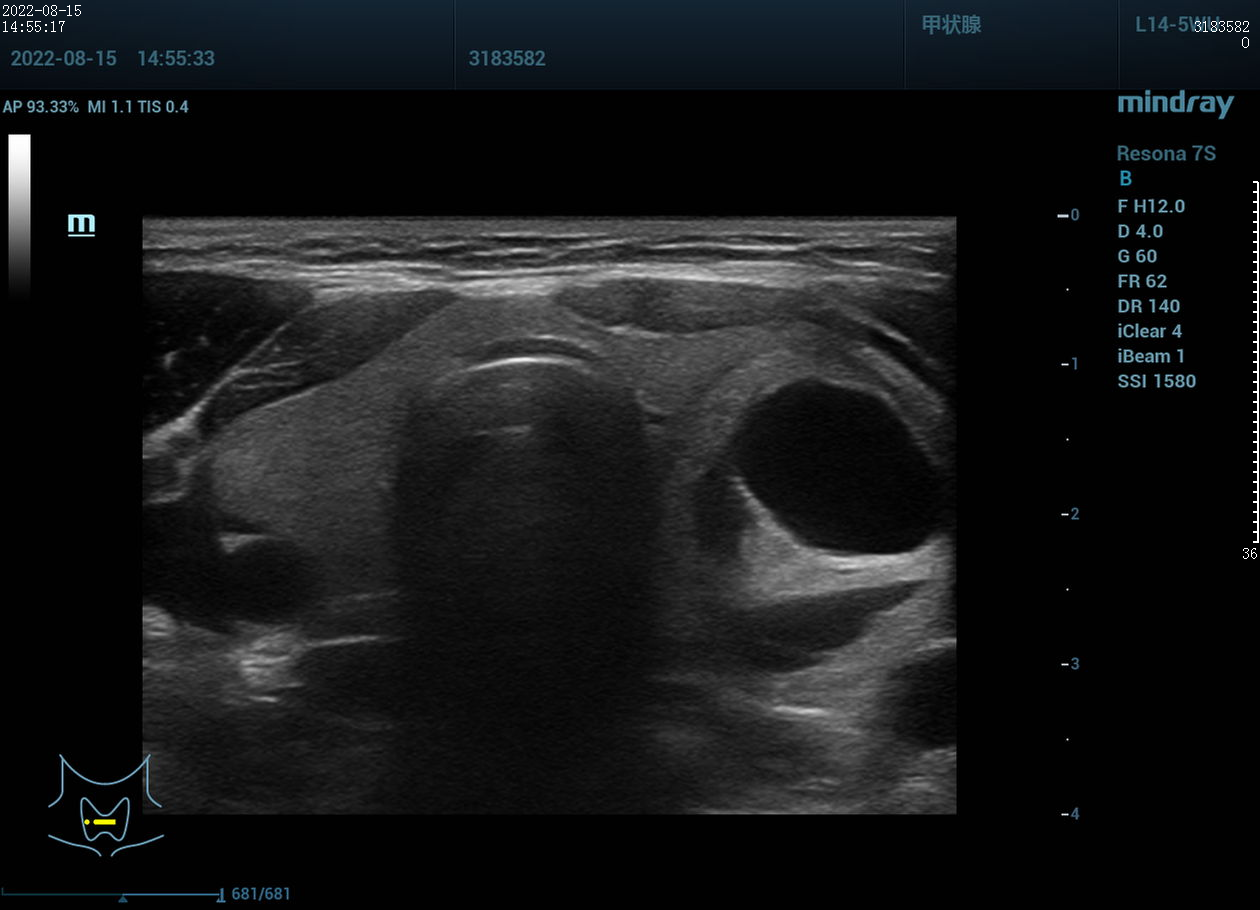 2022-08-15
14:55:17
甲状腺
3183582
0
2022-08-15 14:55:33
3183582
AP 93.33% MI 1.1 TIS 0.4
mindray
Resona 7S
B
F H12.0
D 4.0
G 60
FR 62
DR 140
iClear 4
iBeam 1
SSI 1580
m
0
1
2
3
4
36
681/681